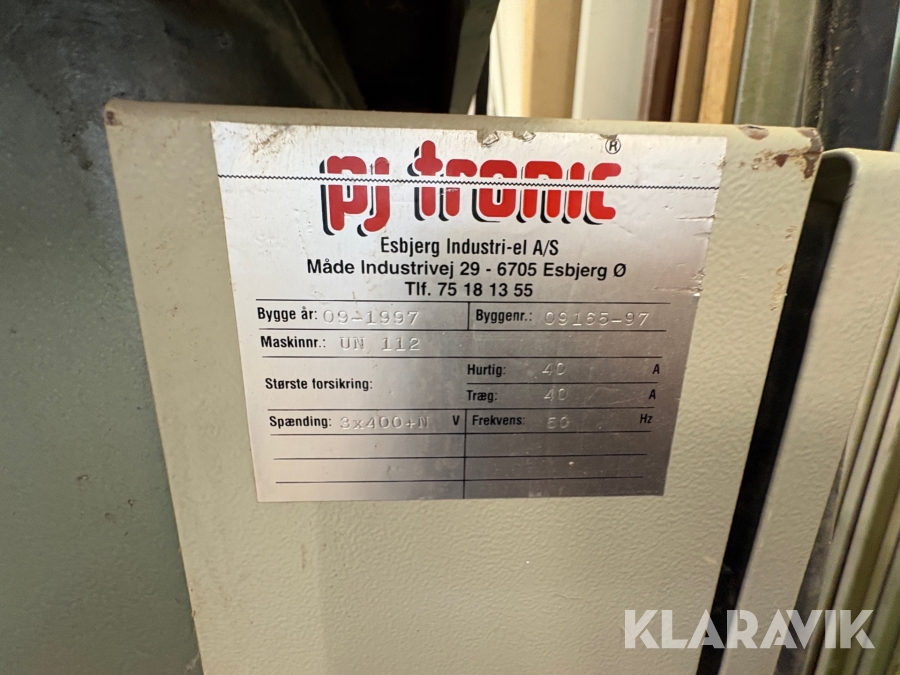 pj tronic ®
Esbjerg Industri-el A/S
Måde Industrivej 29 - 6705 Esbjerg Ø
Tlf. 75 18 13 55
Bygge år: 09-1997 Byggenr.: 09165-97
Maskinnr.: UN 112
Største forsikring: Hurtig: 40 A
Træg: 40 A
Spænding: 3x400+N V Frekvens: 50 Hz
KLARAVIK